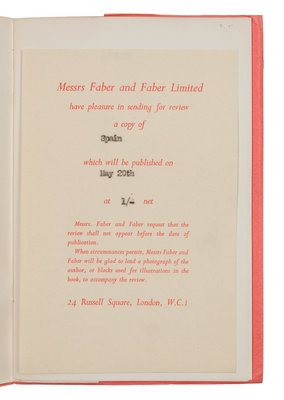 Messrs Faber and Faber Limited
have pleasure in sending for review
a copy of
Spain
which will be published on
May 20th
at 1/- net
Messrs. Faber and Faber request that the
review shall not appear before the date of
publication.
When circumstances permit, Messrs Faber and
Faber will be glad to lend a photograph of the
author, or blocks used for illustrations in the
book, to accompany the review.
24 Russell Square, London, W.C.1